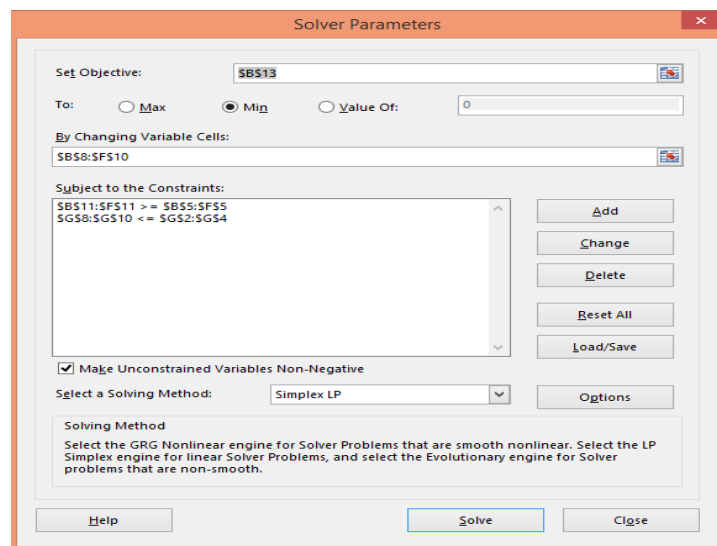 Solver Parameters
Set Objective: $B$13
To: Max Min Value Of: 0
By Changing Variable Cells:
$B$8:$F$10
Subject to the Constraints:
$B$11:$F$11 >= $B$5:$F$5
$G$8:$G$10 <= $G$2:$G$4
Add
Change
Delete
Reset All
Load/Save
Make Unconstrained Variables Non-Negative
Select a Solving Method: Simplex LP Options
Solving Method
Select the GRG Nonlinear engine for Solver Problems that are smooth nonlinear. Select the LP
Simplex engine for linear Solver Problems, and select the Evolutionary engine for Solver
problems that are non-smooth.
Help Solve Close